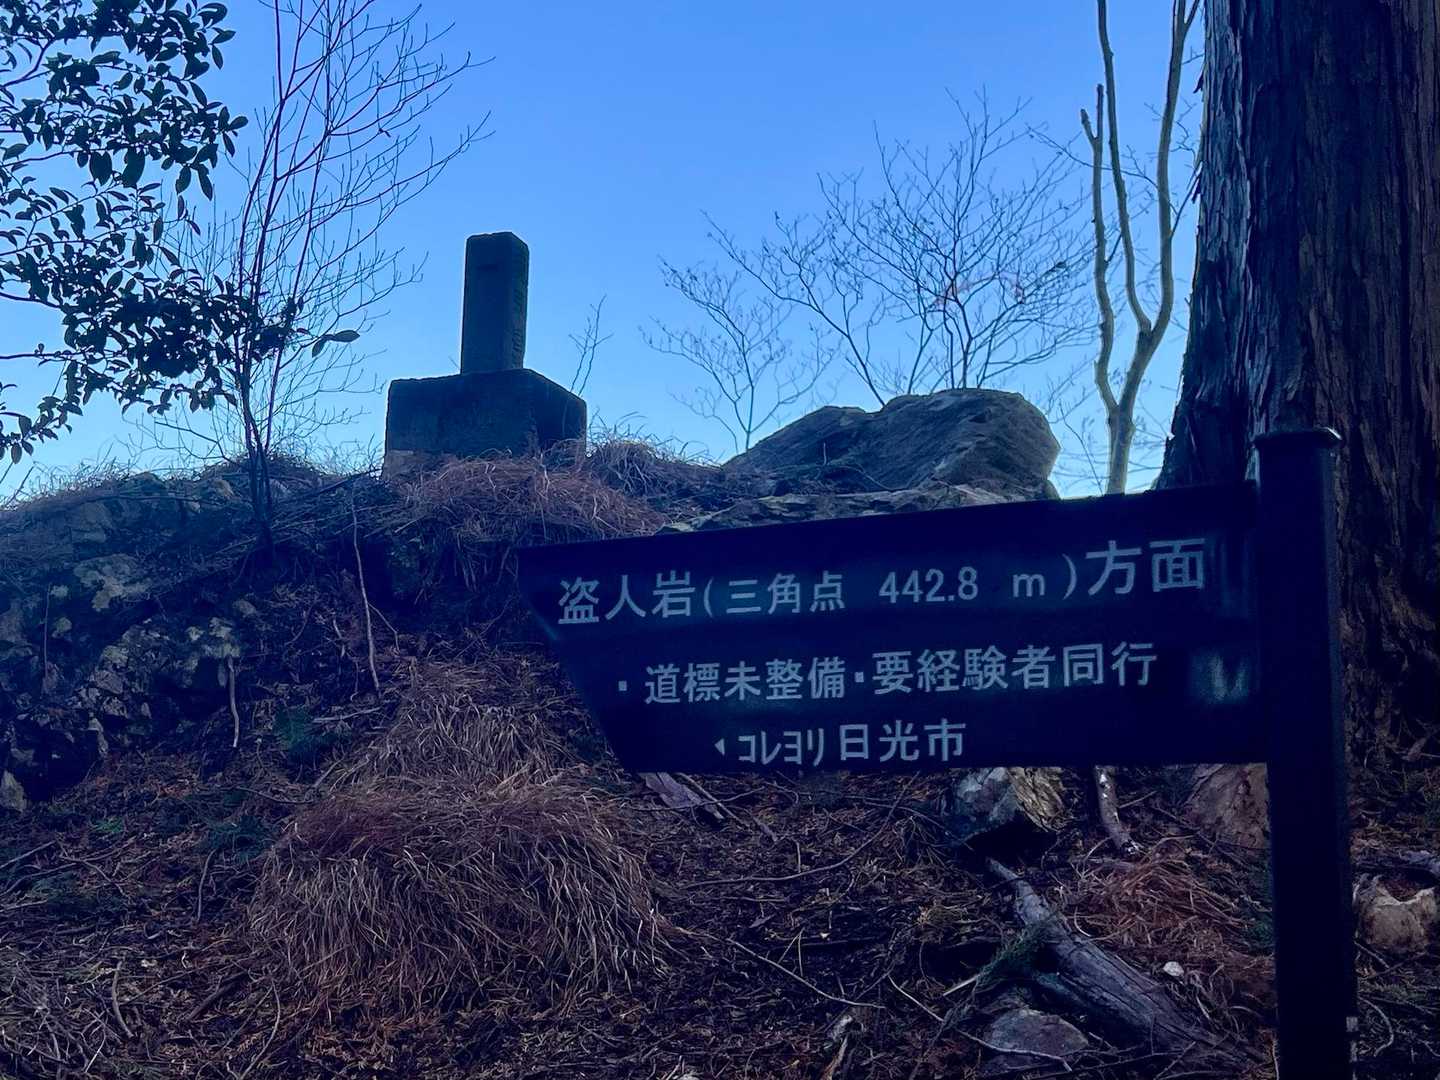 盗人岩(三角点 442.8 m)方面
・道標未整備・要経験者同行
◀コレヨリ日光市